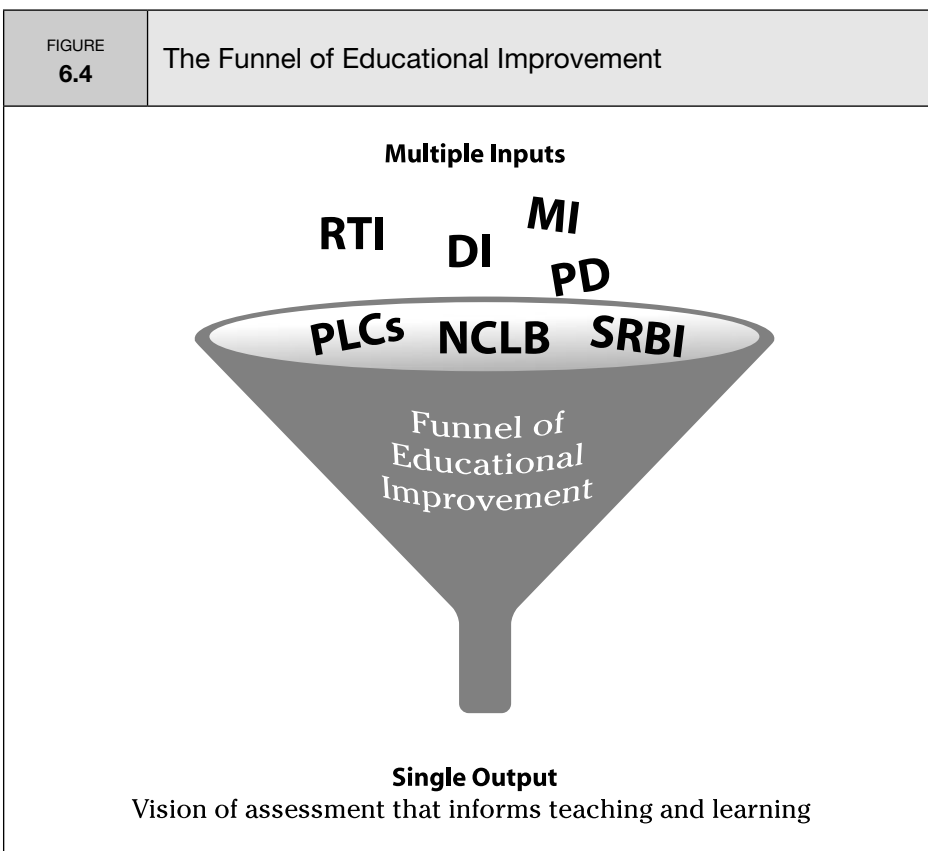 FIGURE
6.4
The Funnel of Educational Improvement
Multiple Inputs
RTI
DI
MI
PD
PLCs
NCLB
SRBI
Funnel of
Educational
Improvement
Single Output
Vision of assessment that informs teaching and learning